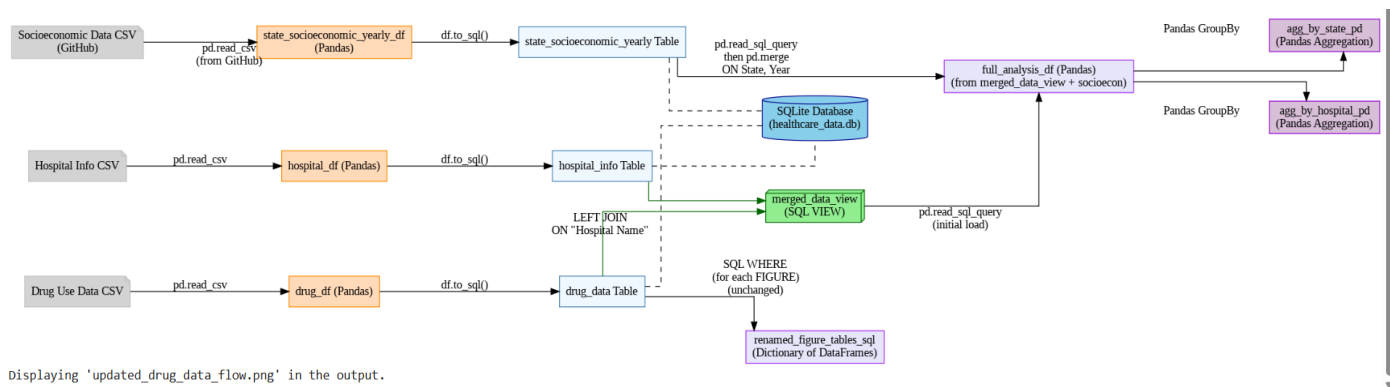 Socioeconomic Data CSV
(GitHub)
pd.read_csv
(from GitHub)
state_socioeconomic_yearly_df
(Pandas)
df.to_sql()
state_socioeconomic_yearly Table
pd.read_sql_query
then pd.merge
ON State, Year
full_analysis_df (Pandas)
(from merged_data_view + socioecon)
Pandas GroupBy
agg_by_state_pd
(Pandas Aggregation)
Pandas GroupBy
agg_by_hospital_pd
(Pandas Aggregation)
SQLite Database
(healthcare_data.db)
Hospital Info CSV
pd.read_csv
hospital_df (Pandas)
df.to_sql()
hospital_info Table
merged_data_view
(SQL VIEW)
pd.read_sql_query
(initial load)
LEFT JOIN
ON "Hospital Name"
Drug Use Data CSV
pd.read_csv
drug_df (Pandas)
df.to_sql()
drug_data Table
SQL WHERE
(for each FIGURE)
(unchanged)
renamed_figure_tables_sql
(Dictionary of DataFrames)
Displaying 'updated_drug_data_flow.png' in the output.